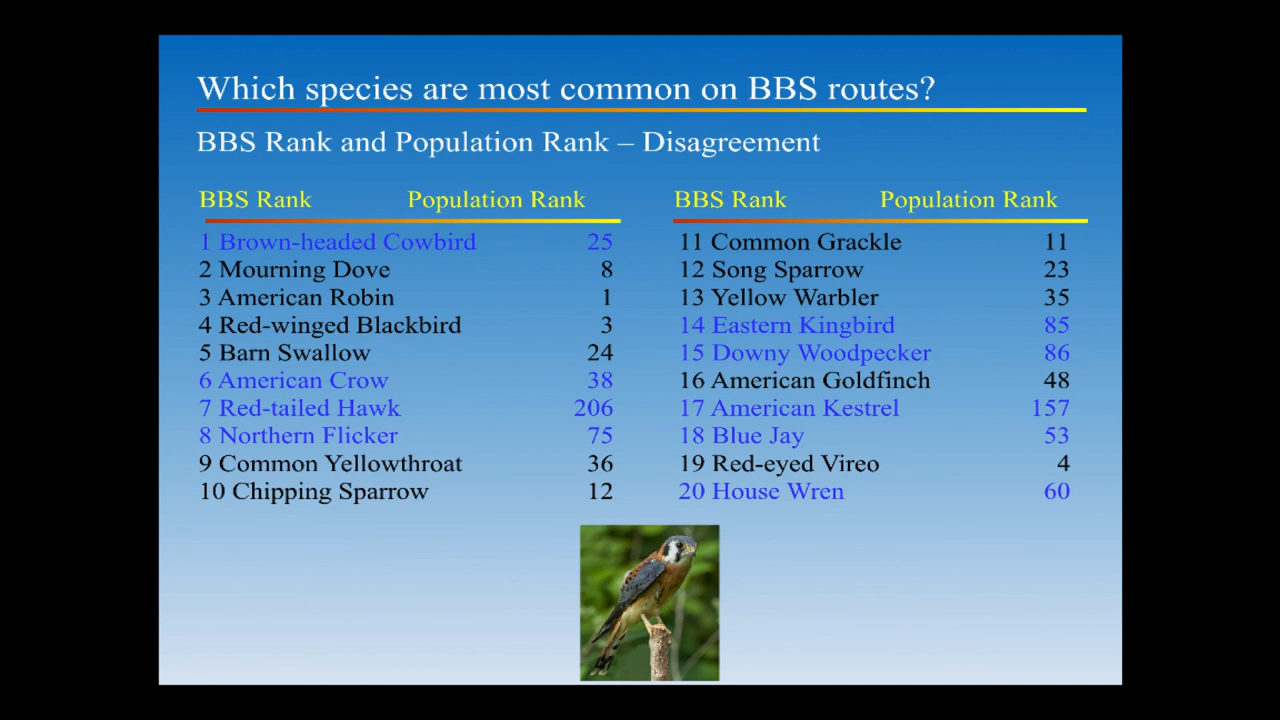 Which species are most common on BBS routes?
BBS Rank and Population Rank – Disagreement
BBS Rank Population Rank
1 Brown-headed Cowbird 25
2 Mourning Dove 8
3 American Robin 1
4 Red-winged Blackbird 3
5 Barn Swallow 24
6 American Crow 38
7 Red-tailed Hawk 206
8 Northern Flicker 75
9 Common Yellowthroat 36
10 Chipping Sparrow 12
BBS Rank Population Rank
11 Common Grackle 11
12 Song Sparrow 23
13 Yellow Warbler 35
14 Eastern Kingbird 85
15 Downy Woodpecker 86
16 American Goldfinch 48
17 American Kestrel 157
18 Blue Jay 53
19 Red-eyed Vireo 4
20 House Wren 60